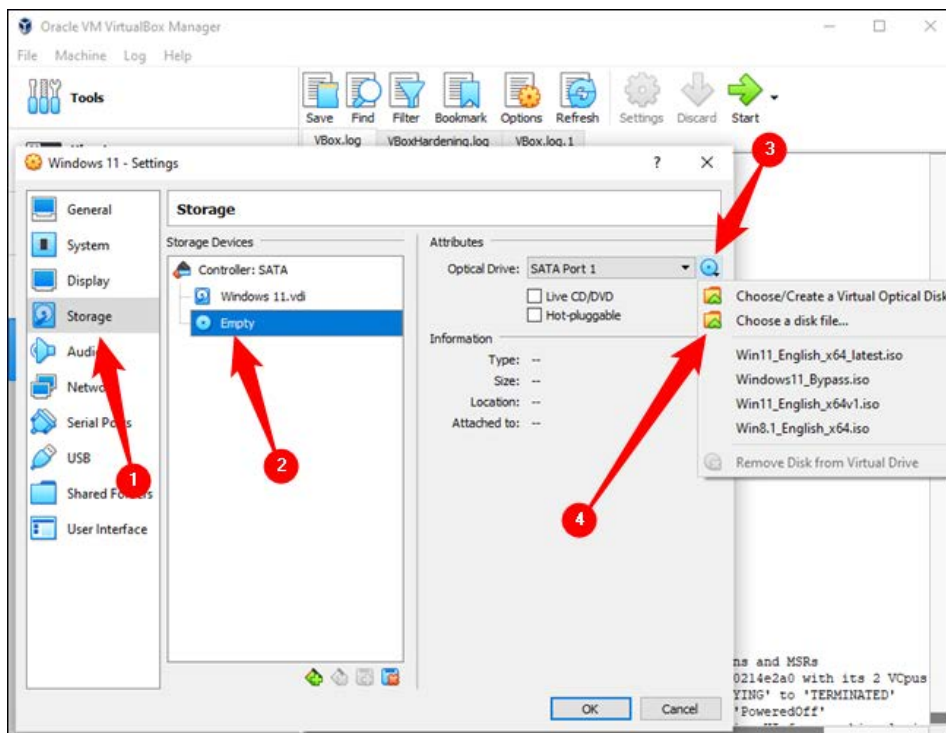 Oracle VM VirtualBox Manager
File Machine Log Help
Tools
Save Find Filter Bookmark Options Refresh Settings Discard Start
VBox.log VBoxHardening.log VBox.log.1
Windows 11 - Settings
?
3
General
System
Display
Storage
Audio
Network
Serial Ports
USB
Shared Folders
User Interface
1
Storage
Storage Devices
Controller: SATA
Windows 11.vdi
Empty
2
Attributes
Optical Drive: SATA Port 1
Live CD/DVD
Hot-pluggable
Information
Type: --
Size: --
Location: --
Attached to: --
4
Choose/Create a Virtual Optical Disk
Choose a disk file...
Win11_English_x64_latest.iso
Windows11_Bypass.iso
Win11_English_x64v1.iso
Win8.1_English_x64.iso
Remove Disk from Virtual Drive
OK Cancel
ns and MSRs
0214e2a0 with its 2 VCpus
YING' to 'TERMINATED'
'PoweredOff'